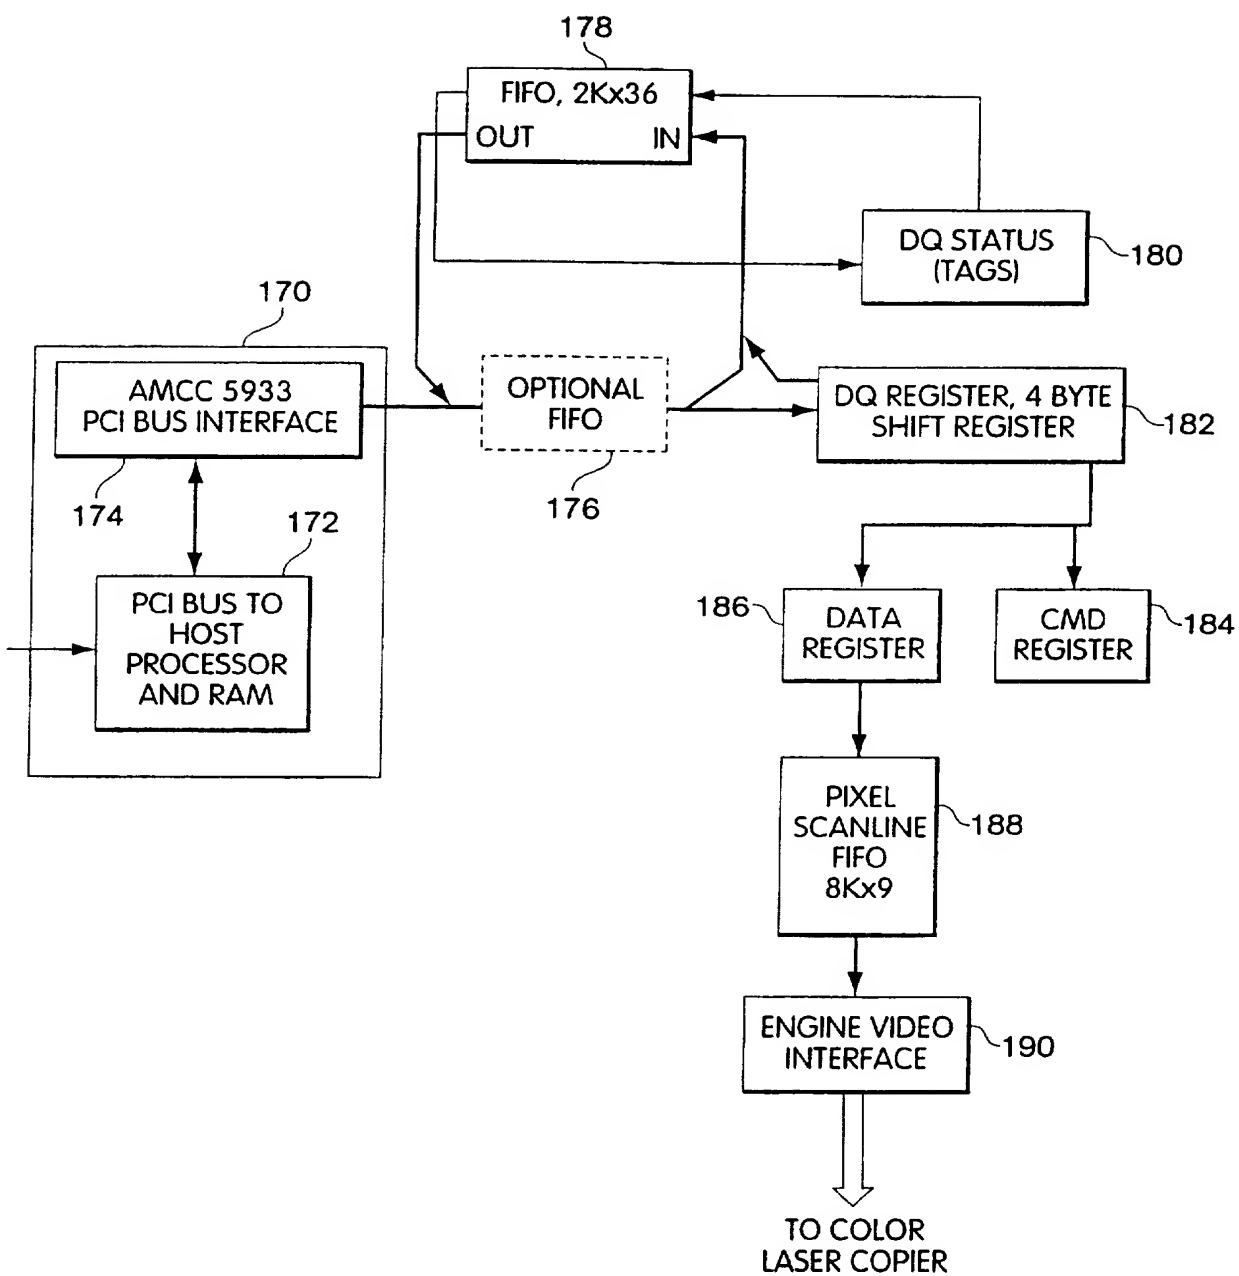 178
FIFO, 2Kx36
OUT IN
DQ STATUS
(TAGS)
180
170
AMCC 5933
PCI BUS INTERFACE
174
OPTIONAL
FIFO
176
DQ REGISTER, 4 BYTE
SHIFT REGISTER
182
172
PCI BUS TO
HOST
PROCESSOR
AND RAM
186
DATA
REGISTER
CMD
REGISTER
184
PIXEL
SCANLINE
FIFO
8Kx9
188
ENGINE VIDEO
INTERFACE
190
TO COLOR
LASER COPIER